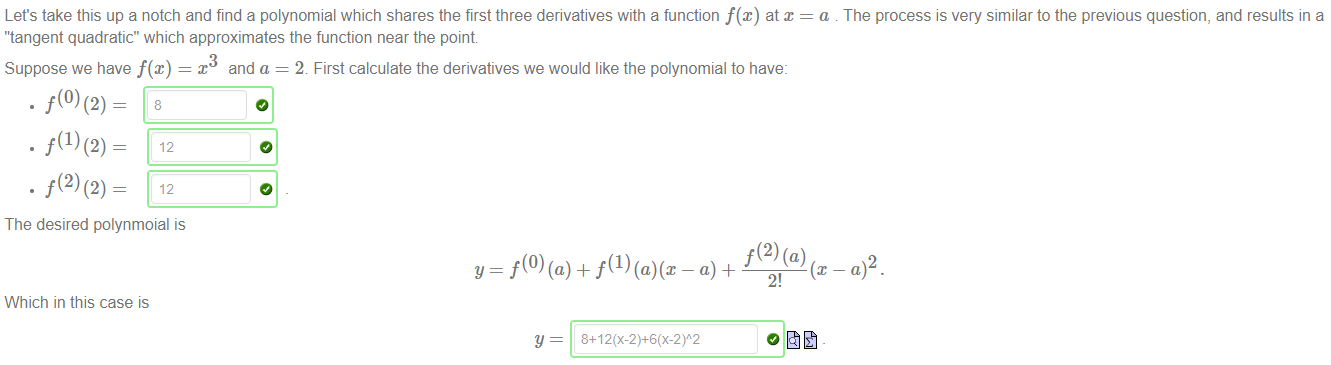 Let's take this up a notch and find a polynomial which shares the first three derivatives with a function f(x) at x = a . The process is very similar to the previous question, and results in a
"tangent quadratic" which approximates the function near the point.
Suppose we have f(x) = x^3 and a = 2. First calculate the derivatives we would like the polynomial to have:
• f^(0)(2) = 8
• f^(1)(2) = 12
• f^(2)(2) = 12 .
The desired polynmoial is
y = f^(0)(a) + f^(1)(a)(x − a) + f^(2)(a)/2! (x − a)^2.
Which in this case is
y = 8+12(x-2)+6(x-2)^2 .